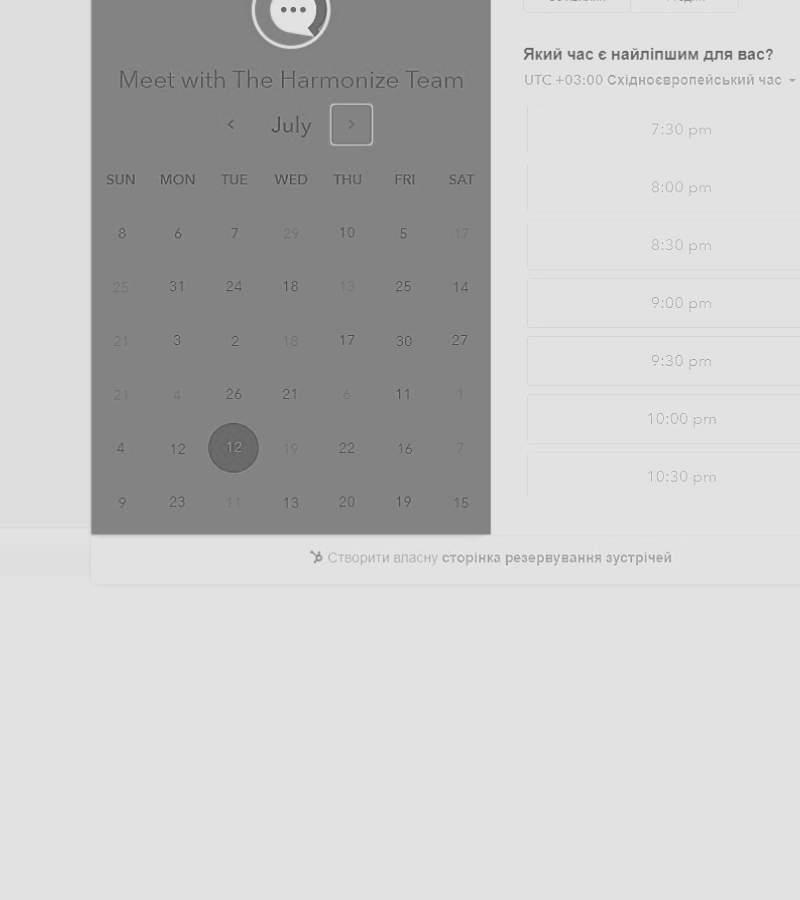 Meet with The Harmonize Team
July
SUN MON TUE WED THU FRI SAT
8 6 7 29 10 5 17
25 31 24 18 13 25 14
21 3 2 18 17 30 27
21 4 26 21 6 11 1
4 12 12 19 22 16 7
9 23 11 13 20 19 15
Який час є найліпшим для вас?
UTC +03:00 Східноєвропейський час
7:30 pm
8:00 pm
8:30 pm
9:00 pm
9:30 pm
10:00 pm
10:30 pm
Створити власну сторінка резервування зустрічей